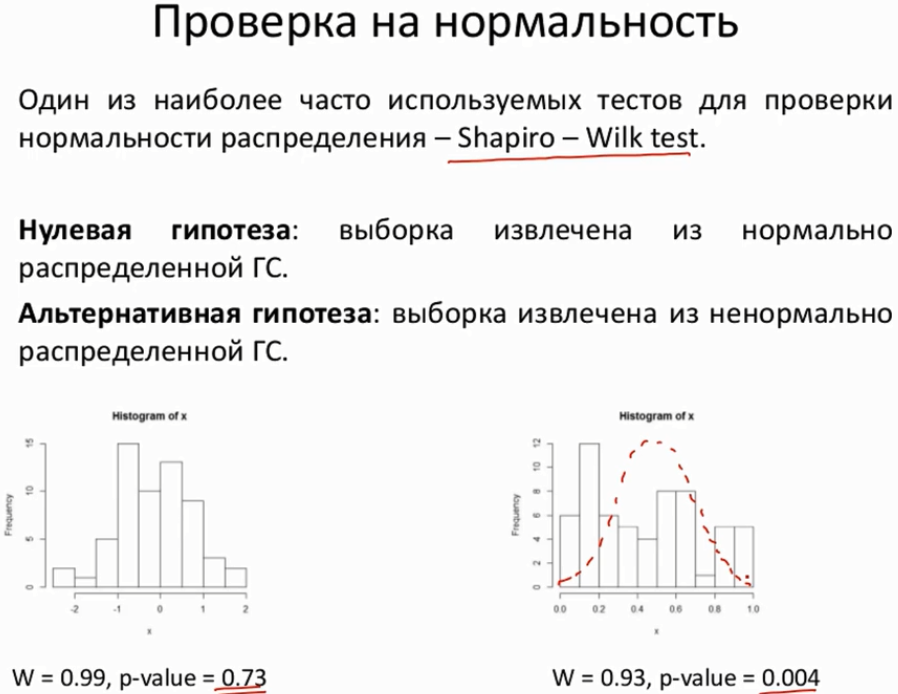 Проверка на нормальность
Один из наиболее часто используемых тестов для проверки
нормальности распределения – Shapiro – Wilk test.
Нулевая гипотеза: выборка извлечена из нормально
распределенной ГС.
Альтернативная гипотеза: выборка извлечена из ненормально
распределенной ГС.
Histogram of x
Frequency
15
10
5
0
-2 -1 0 1 2
x
W = 0.99, p-value = 0.73
Histogram of x
Frequency
12
10
8
6
4
2
0
0.0 0.2 0.4 0.6 0.8 1.0
x
W = 0.93, p-value = 0.004